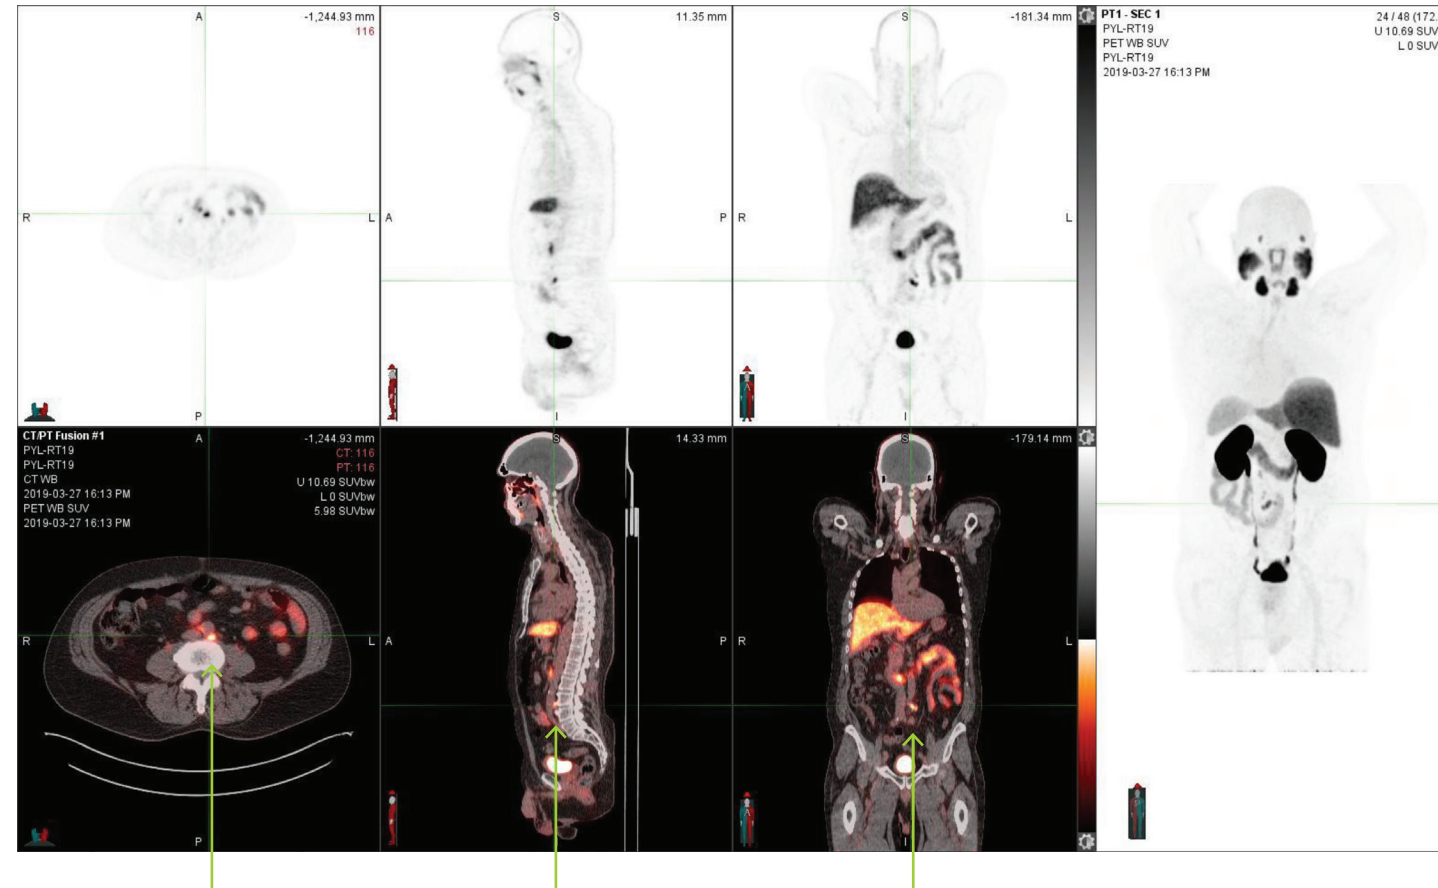 A
-1,244.93 mm
116
R
L
P
S
11.35 mm
A
P
I
S
-181.34 mm
R
L
I
PT1 - SEC 1
PYL-RT19
PET WB SUV
PYL-RT19
2019-03-27 16:13 PM
24 / 48 (172.
U 10.69 SUV
L 0 SUV
CT/PT Fusion #1
PYL-RT19
PYL-RT19
CT WB
2019-03-27 16:13 PM
PET WB SUV
2019-03-27 16:13 PM
A
-1,244.93 mm
CT: 116
PT: 116
U 10.69 SUVbw
L 0 SUVbw
5.98 SUVbw
R
L
P
S
14.33 mm
A
P
I
S
-179.14 mm
R
L
I